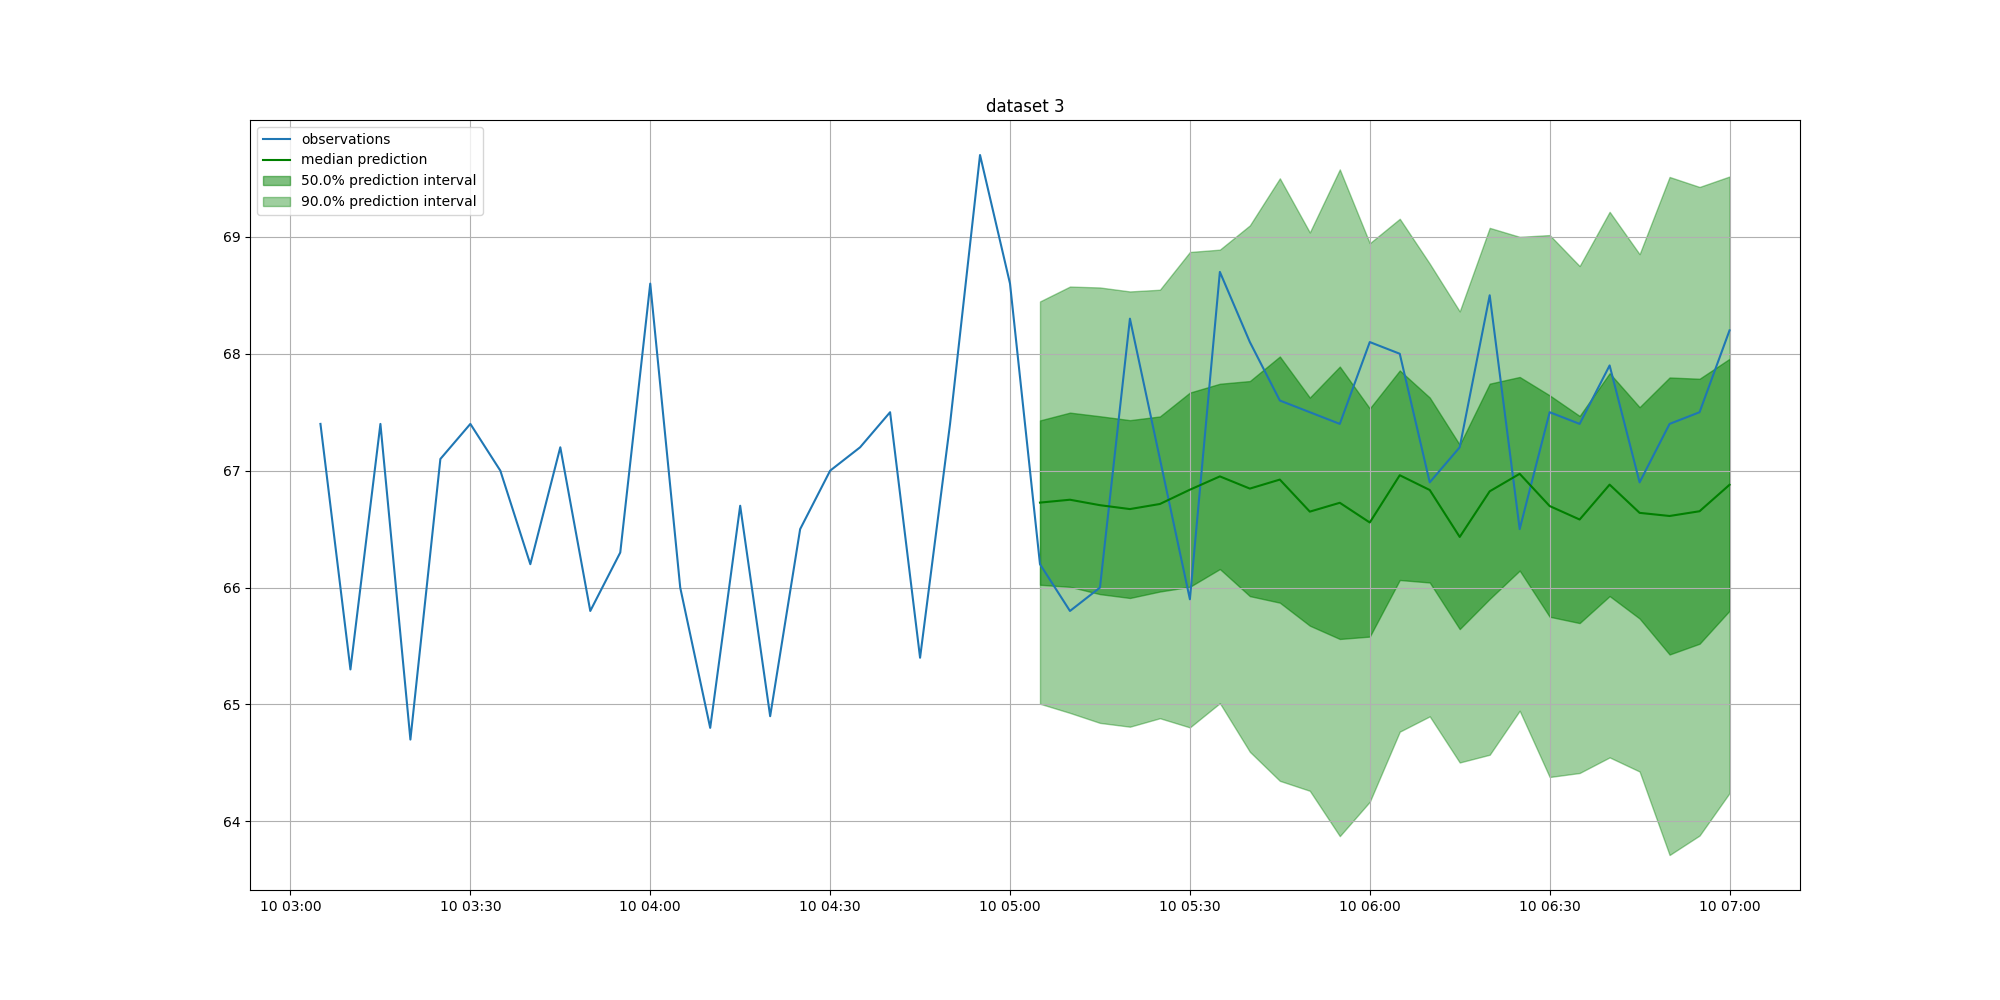 dataset 3
observations
median prediction
50.0% prediction interval
90.0% prediction interval
69
68
67
66
65
64
10 03:00 10 03:30 10 04:00 10 04:30 10 05:00 10 05:30 10 06:00 10 06:30 10 07:00